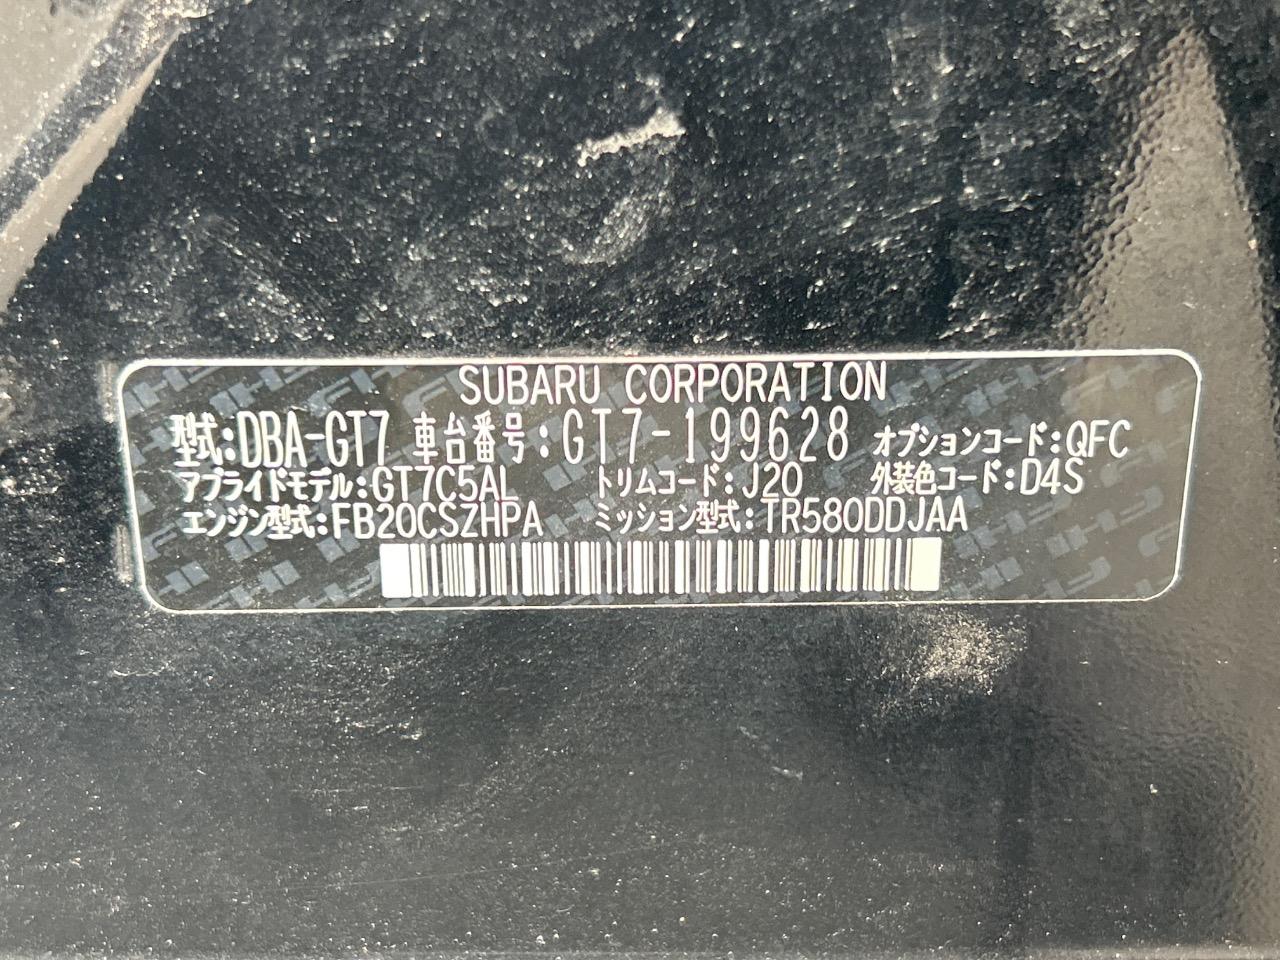 SUBARU CORPORATION
型式:DBA-GT7 車台番号:GT7-199628 オプションコード:QFC
アプライドモデル:GT7C5AL トリムコード:J20 外装色コード:D4S
エンジン型式:FB20CSZHPA ミッション型式:TR580DDJAA